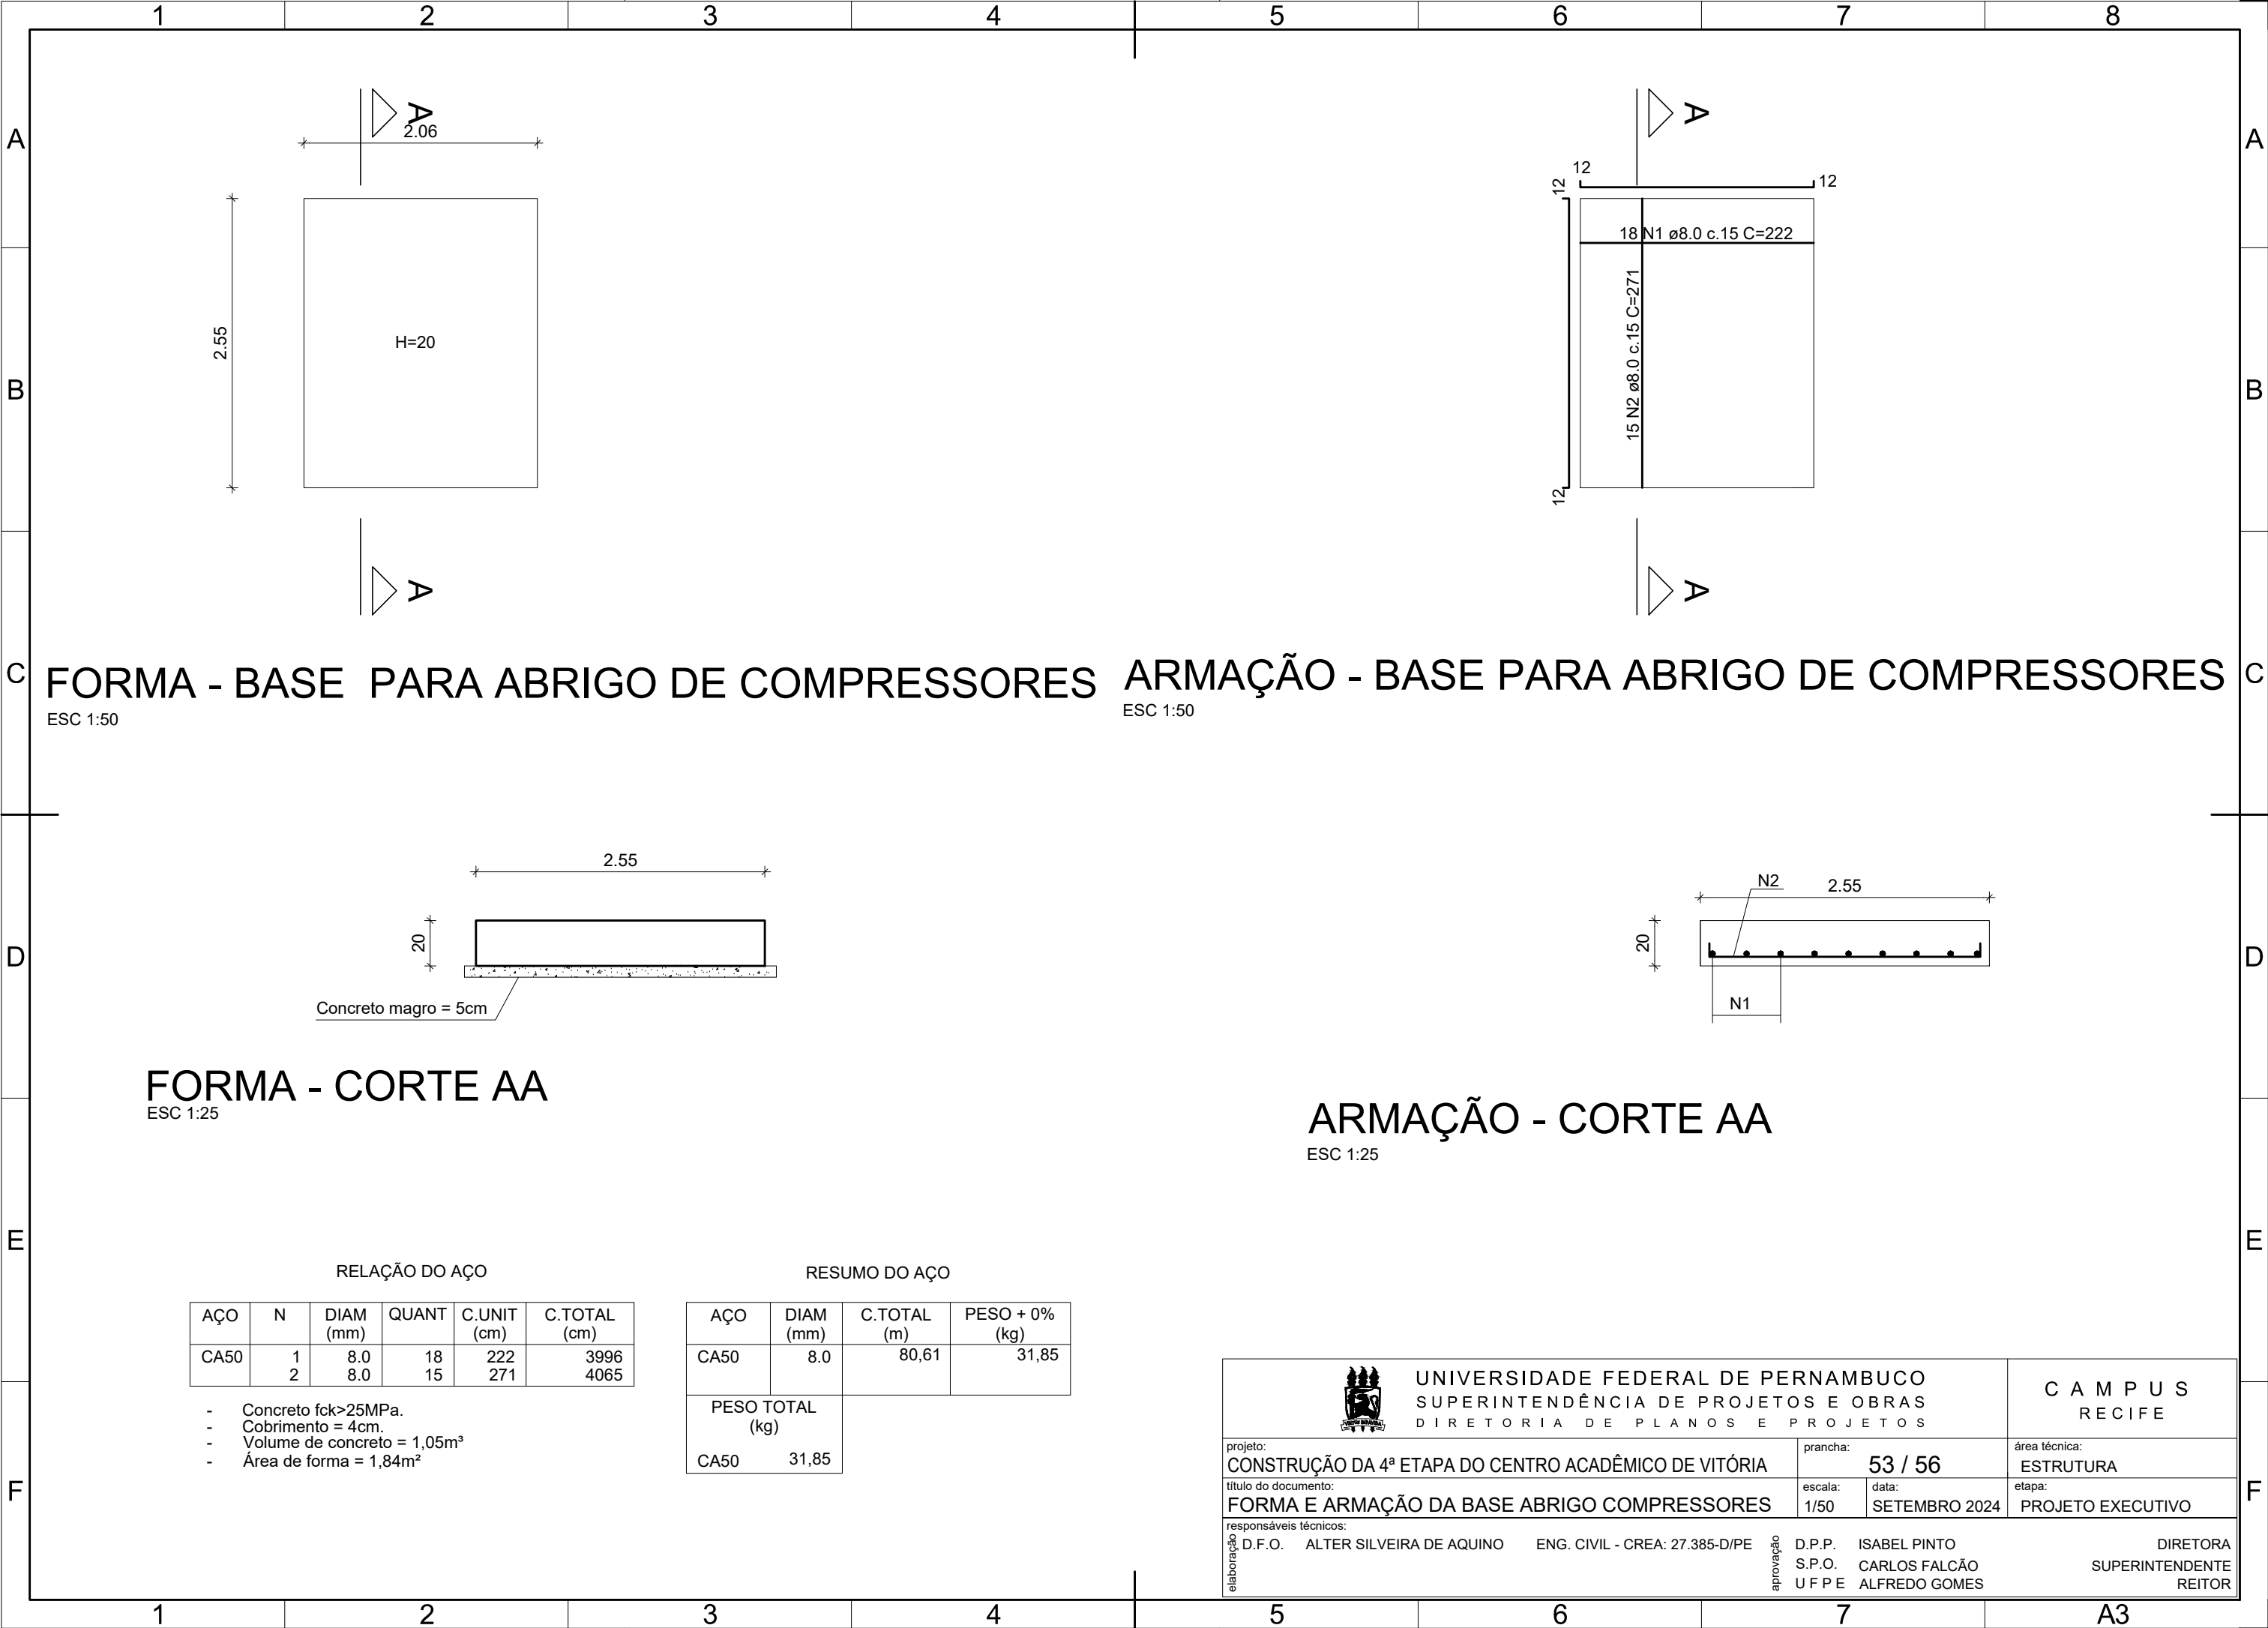 1 2 3 4 5 6 7 8
A A
B B
C C
D D
E E
F F
A
2.06
2.55
H=20
A
FORMA - BASE PARA ABRIGO DE COMPRESSORES
ESC 1:50
A
12
12
12
18 N1 ø8.0 c.15 C=222
15 N2 ø8.0 c.15 C=271
12
A
ARMAÇÃO - BASE PARA ABRIGO DE COMPRESSORES
ESC 1:50
2.55
20
Concreto magro = 5cm
FORMA - CORTE AA
ESC 1:25
N2
2.55
20
N1
ARMAÇÃO - CORTE AA
ESC 1:25
RELAÇÃO DO AÇO
AÇO N DIAM (mm) QUANT C.UNIT (cm) C.TOTAL (cm)
CA50 1 8.0 18 222 3996
2 8.0 15 271 4065
- Concreto fck>25MPa.
- Cobrimento = 4cm.
- Volume de concreto = 1,05m³
- Área de forma = 1,84m²
RESUMO DO AÇO
AÇO DIAM (mm) C.TOTAL (m) PESO + 0% (kg)
CA50 8.0 80,61 31,85
PESO TOTAL
(kg)
CA50 31,85
UNIVERSIDADE FEDERAL DE PERNAMBUCO
SUPERINTENDÊNCIA DE PROJETOS E OBRAS
DIRETORIA DE PLANOS E PROJETOS
CAMPUS
RECIFE
projeto:
CONSTRUÇÃO DA 4ª ETAPA DO CENTRO ACADÊMICO DE VITÓRIA
prancha:
53 / 56
área técnica:
ESTRUTURA
título do documento:
FORMA E ARMAÇÃO DA BASE ABRIGO COMPRESSORES
escala:
1/50
data:
SETEMBRO 2024
etapa:
PROJETO EXECUTIVO
responsáveis técnicos:
elaboração
D.F.O. ALTER SILVEIRA DE AQUINO ENG. CIVIL - CREA: 27.385-D/PE
aprovação
D.P.P. ISABEL PINTO DIRETORA
S.P.O. CARLOS FALCÃO SUPERINTENDENTE
U F P E ALFREDO GOMES REITOR
1 2 3 4 5 6 7 A3